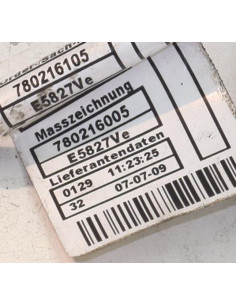 780216105
E5827Ve
Masszeichnung
780216005
E5827Ve
Lieferantendaten
0129 11:23:25
32 07-07-09